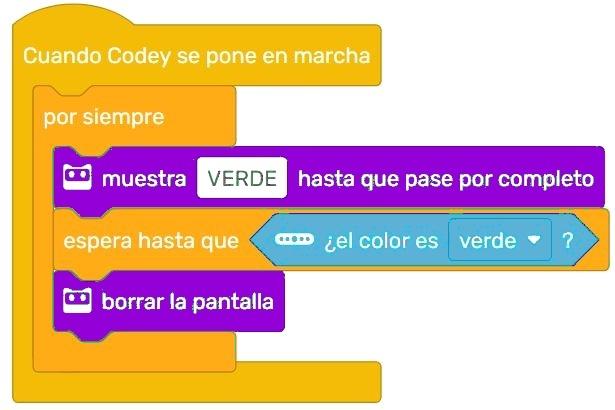 Cuando Codey se pone en marcha
por siempre
muestra VERDE hasta que pase por completo
espera hasta que ¿el color es verde ?
borrar la pantalla